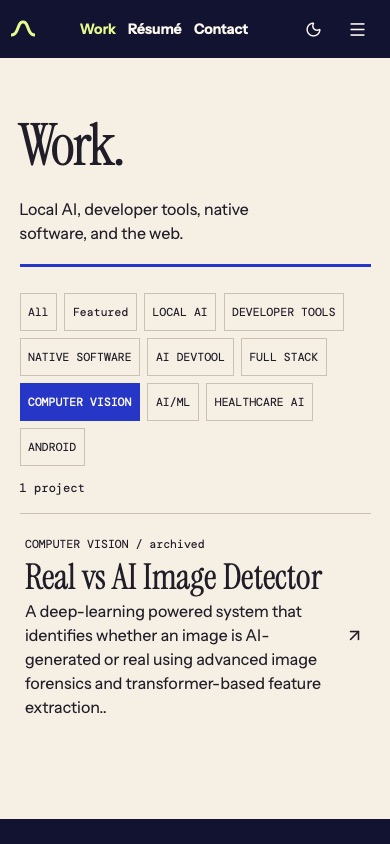 Work Résumé Contact
Work.
Local AI, developer tools, native
software, and the web.
All Featured LOCAL AI DEVELOPER TOOLS
NATIVE SOFTWARE AI DEVTOOL FULL STACK
COMPUTER VISION AI/ML HEALTHCARE AI
ANDROID
1 project
COMPUTER VISION / archived
Real vs AI Image Detector
A deep-learning powered system that
identifies whether an image is AI-
generated or real using advanced image
forensics and transformer-based feature
extraction..